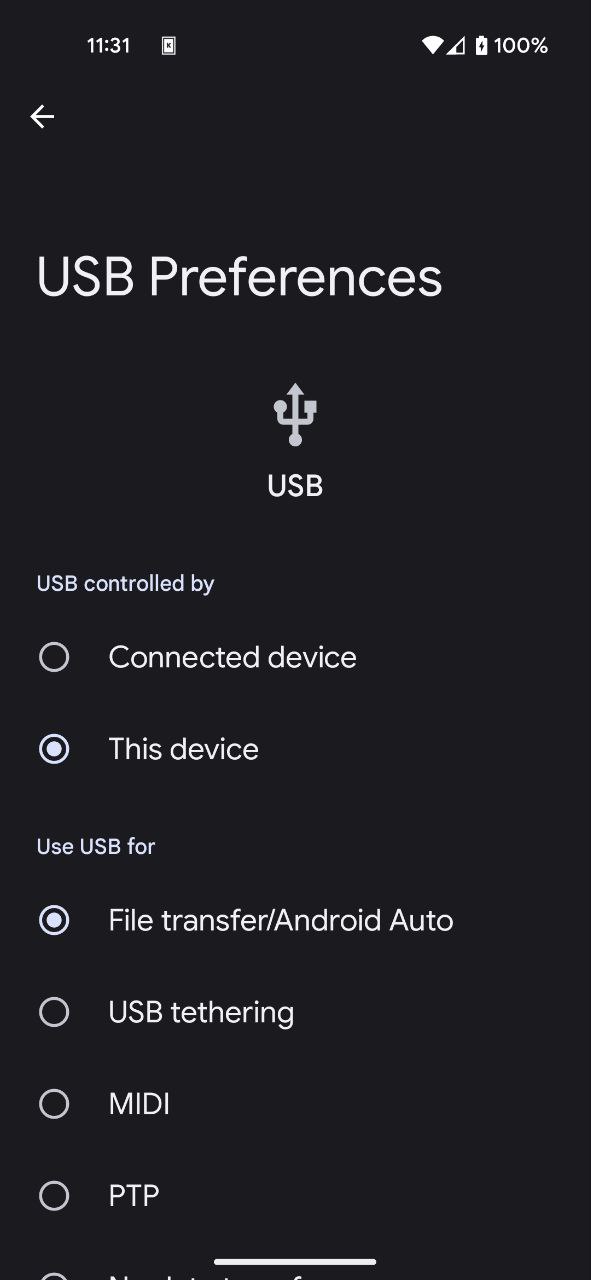 11:31
100%
USB Preferences
USB
USB controlled by
Connected device
This device
Use USB for
File transfer/Android Auto
USB tethering
MIDI
PTP